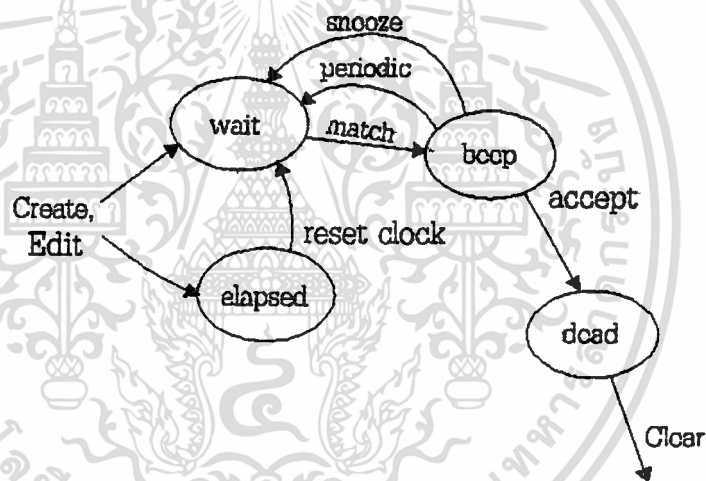 snooze
periodic
wait
match
beep
Create,
Edit
accept
reset clock
elapsed
dead
Clear